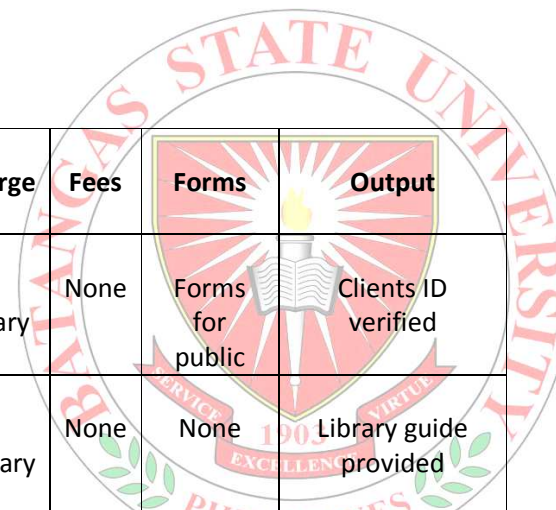 BATANGAS STATE UNIVERSITY
rge Fees Forms Output
None Forms Clients ID
ary for verified
public
SERVICE VIRTUE
None None 1903 Library guide
ary EXCELLENCE provided